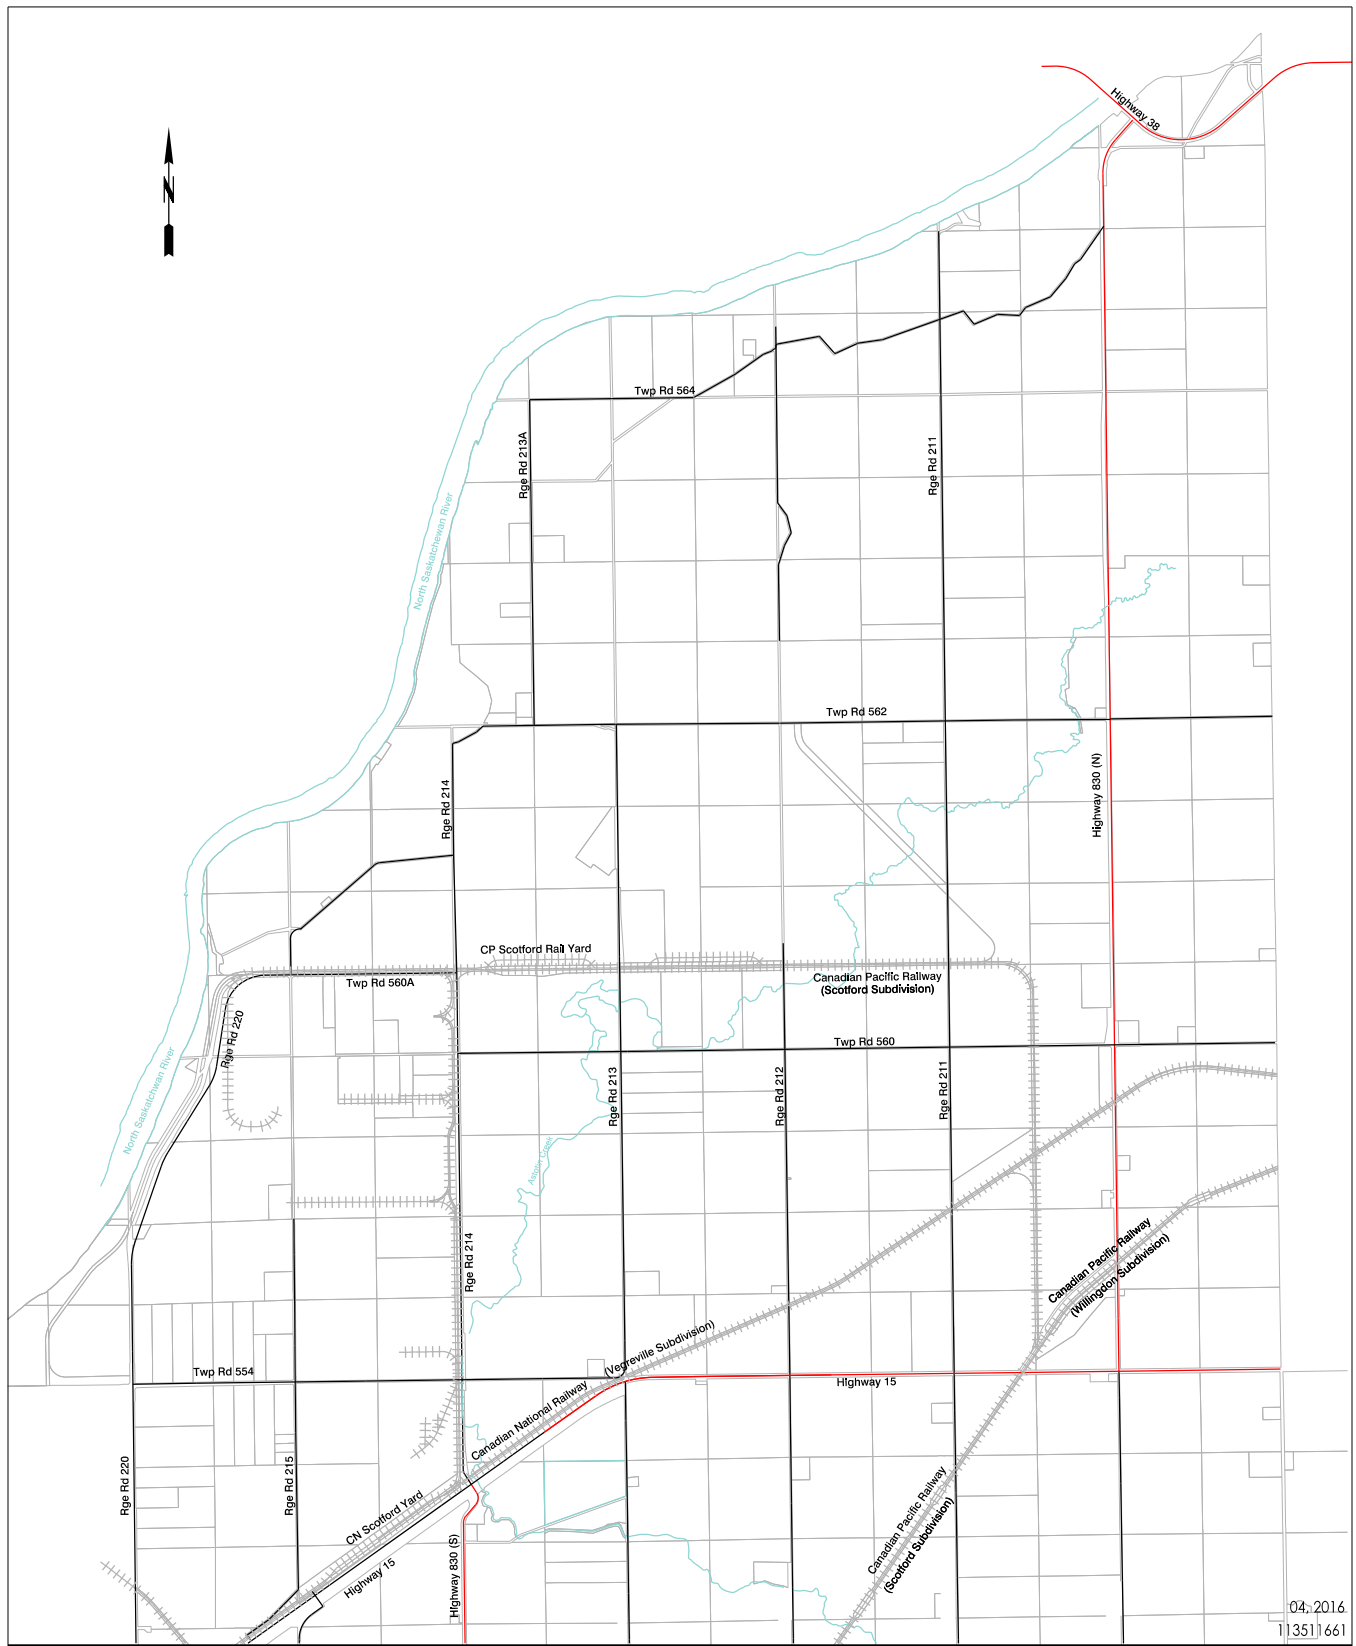 Highway 38
N
Twp Rd 564
Rge Rd 213A
Rge Rd 211
North Saskatchewan River
Twp Rd 562
Rge Rd 214
Highway 830 (N)
CP Scotford Rail Yard
Canadian Pacific Railway
(Scotford Subdivision)
Twp Rd 560A
Rge Rd 220
Twp Rd 560
North Saskatchwan River
Rge Rd 213
Rge Rd 212
Rge Rd 211
Astotin Creek
Rge Rd 214
Canadian Pacific Railway
(Willingdon Subdivision)
(Vegreville Subdivision)
Twp Rd 554
Highway 15
Canadian National Railway
Rge Rd 220
Rge Rd 215
CN Scotford Yard
Highway 15
Highway 830 (S)
Canadian Pacific Railway
(Scotford Subdivision)
04, 2016
113511661